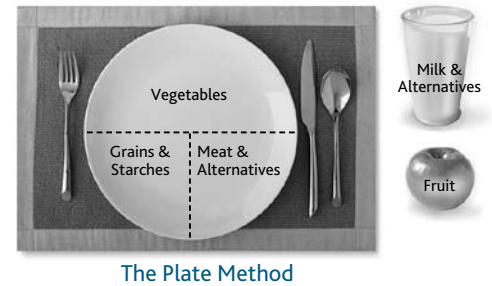 Vegetables
Grains &
Starches
Meat &
Alternatives
Milk &
Alternatives
Fruit
The Plate Method